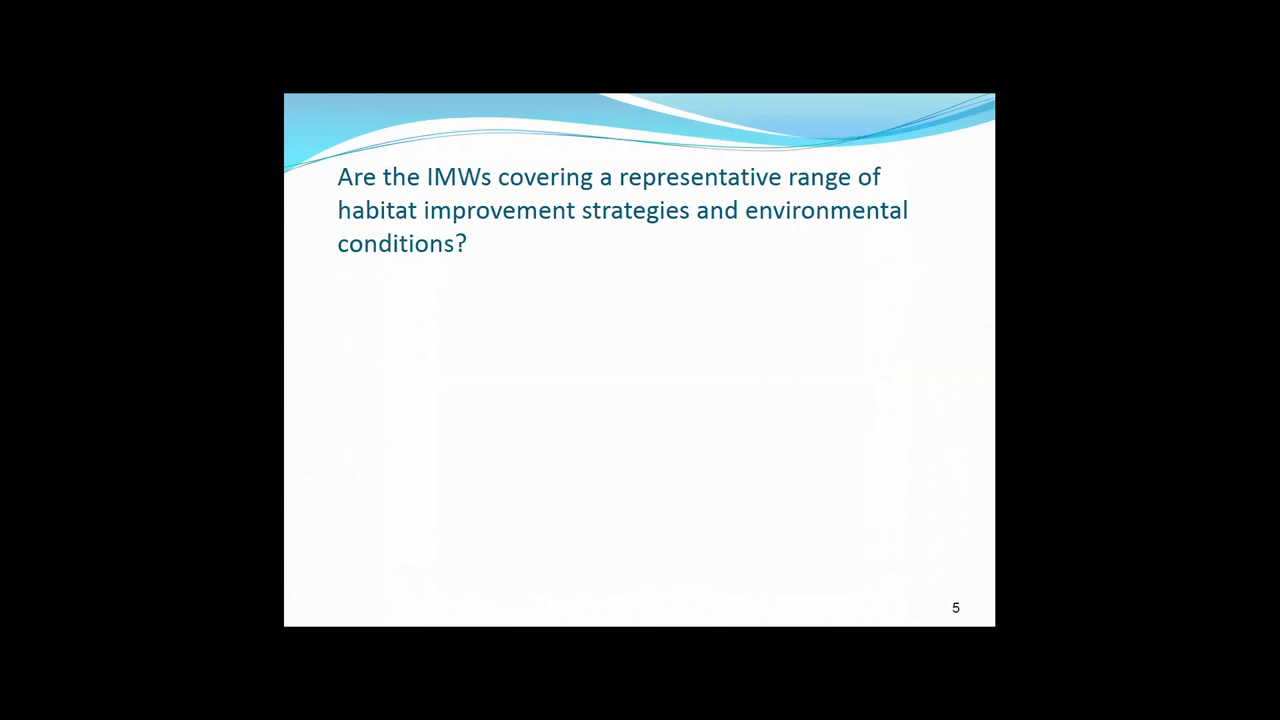 Are the IMWs covering a representative range of
habitat improvement strategies and environmental
conditions?
5